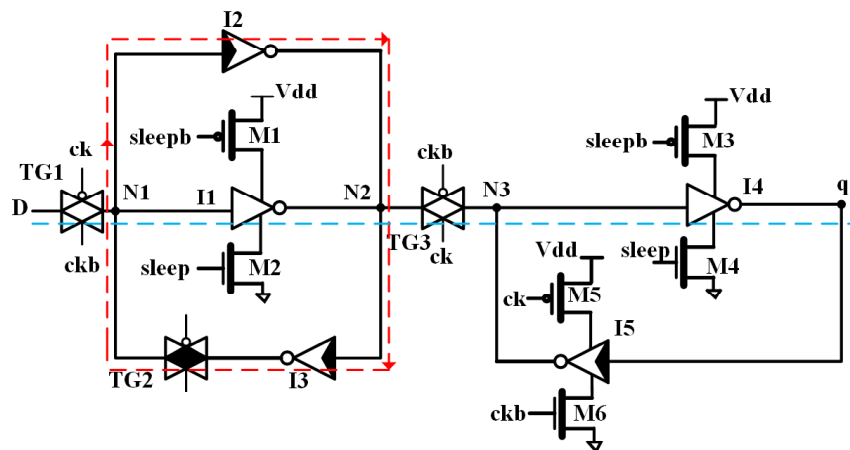 I2
Vdd
sleepb
M1
ck
TG1
N1
I1
N2
D
ckb
sleep
M2
TG2
I3
ckb
N3
TG3
ck
Vdd
sleepb
M3
I4
q
sleep
M4
Vdd
ck
M5
I5
ckb
M6